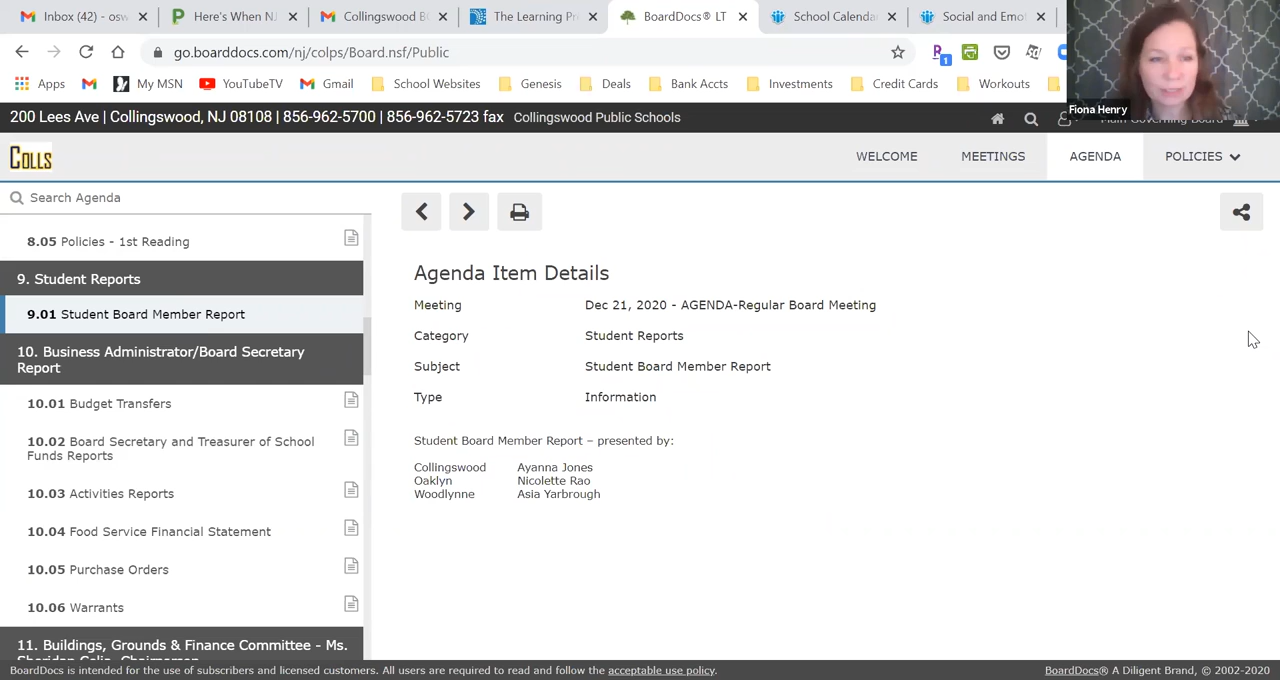 Inbox (42) - osw
Here's When NJ
Collingswood BO
The Learning Pri
BoardDocs® LT
School Calenda
Social and Emot
go.boarddocs.com/nj/colps/Board.nsf/Public
1
Apps
My MSN
YouTubeTV
Gmail
School Websites
Genesis
Deals
Bank Accts
Investments
Credit Cards
Workouts
Fiona Henry
200 Lees Ave | Collingswood, NJ 08108 | 856-962-5700 | 856-962-5723 fax Collingswood Public Schools
Main Governing Board
COLLS
WELCOME
MEETINGS
AGENDA
POLICIES
Search Agenda
8.05 Policies - 1st Reading
9. Student Reports
9.01 Student Board Member Report
10. Business Administrator/Board Secretary
Report
10.01 Budget Transfers
10.02 Board Secretary and Treasurer of School
Funds Reports
10.03 Activities Reports
10.04 Food Service Financial Statement
10.05 Purchase Orders
10.06 Warrants
11. Buildings, Grounds & Finance Committee - Ms.
Agenda Item Details
Meeting Dec 21, 2020 - AGENDA-Regular Board Meeting
Category Student Reports
Subject Student Board Member Report
Type Information
Student Board Member Report – presented by:
Collingswood Ayanna Jones
Oaklyn Nicolette Rao
Woodlynne Asia Yarbrough
BoardDocs is intended for the use of subscribers and licensed customers. All users are required to read and follow the acceptable use policy.
BoardDocs® A Diligent Brand, © 2002-2020